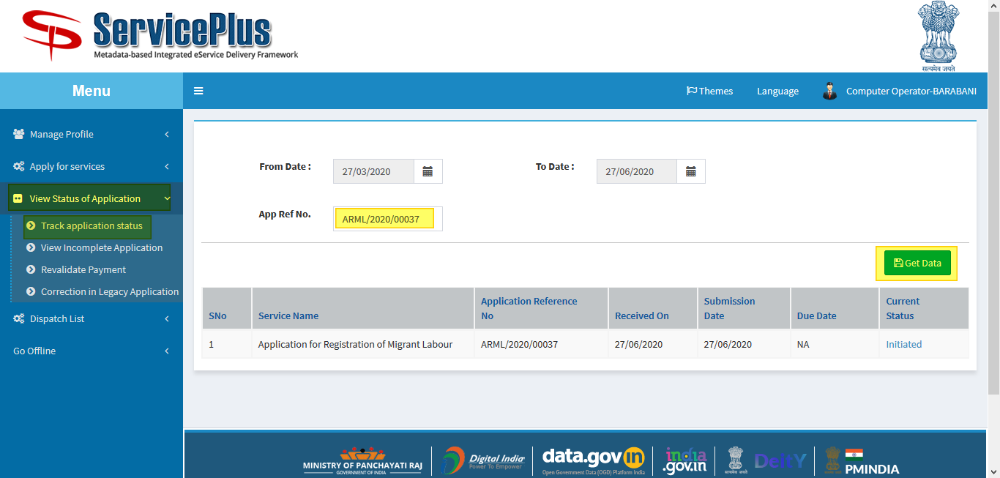 ServicePlus
Metadata-based Integrated eService Delivery Framework
सत्यमेव जयते
Menu
Themes Language Computer Operator-BARABANI
Manage Profile
Apply for services
View Status of Application
Track application status
View Incomplete Application
Revalidate Payment
Correction in Legacy Application
Dispatch List
Go Offline
From Date : 27/03/2020 To Date : 27/06/2020
App Ref No. ARML/2020/00037
Get Data
SNo Service Name Application Reference No Received On Submission Date Due Date Current Status
1 Application for Registration of Migrant Labour ARML/2020/00037 27/06/2020 27/06/2020 NA Initiated
MINISTRY OF PANCHAYATI RAJ
GOVERNMENT OF INDIA
Digital India
Power To Empower
data.gov in
Open Government Data (OGD) Platform India
india
.gov.in
सत्यमेव जयते
DeitY
PMINDIA